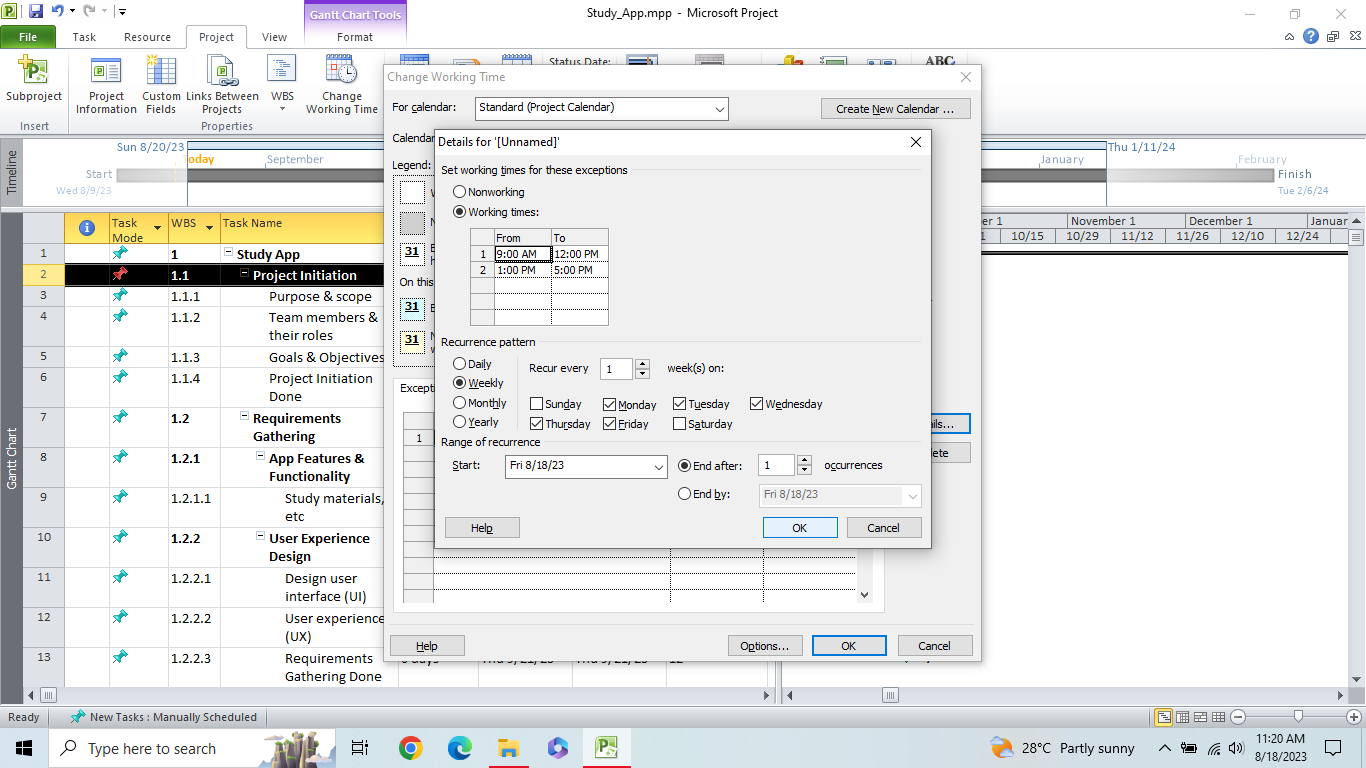 Study_App.mpp - Microsoft Project
Gantt Chart Tools
File Task Resource Project View Format
Subproject
Project Information
Custom Fields
Links Between Projects
WBS
Change Working Time
Status Date:
ABC
Insert
Properties
Timeline
Sun 8/20/23
Start
Wed 8/9/23
oday
September
January
Thu 1/11/24
February
Finish
Tue 2/6/24
Change Working Time
For calendar:
Standard (Project Calendar)
Create New Calendar ...
Calendar
Legend:
31
On this
31
31
Details for '[Unnamed]'
Set working times for these exceptions
Nonworking
Working times:
From To
1 9:00 AM 12:00 PM
2 1:00 PM 5:00 PM
Recurrence pattern
Daily
Weekly
Monthly
Yearly
Recur every 1 week(s) on:
Sunday Monday Tuesday Wednesday
Thursday Friday Saturday
Range of recurrence
Start: Fri 8/18/23
End after: 1 occurrences
End by: Fri 8/18/23
Help OK Cancel
Help Options... OK Cancel
Gantt Chart
Task Mode WBS Task Name
1 1 Study App
2 1.1 Project Initiation
3 1.1.1 Purpose & scope
4 1.1.2 Team members & their roles
5 1.1.3 Goals & Objectives
6 1.1.4 Project Initiation Done
7 1.2 Requirements Gathering
8 1.2.1 App Features & Functionality
9 1.2.1.1 Study materials, etc
10 1.2.2 User Experience Design
11 1.2.2.1 Design user interface (UI)
12 1.2.2.2 User experience (UX)
13 1.2.2.3 Requirements Gathering Done
November 1 December 1
10/15 10/29 11/12 11/26 12/10 12/24
Ready New Tasks : Manually Scheduled
Type here to search
28°C Partly sunny
11:20 AM
8/18/2023